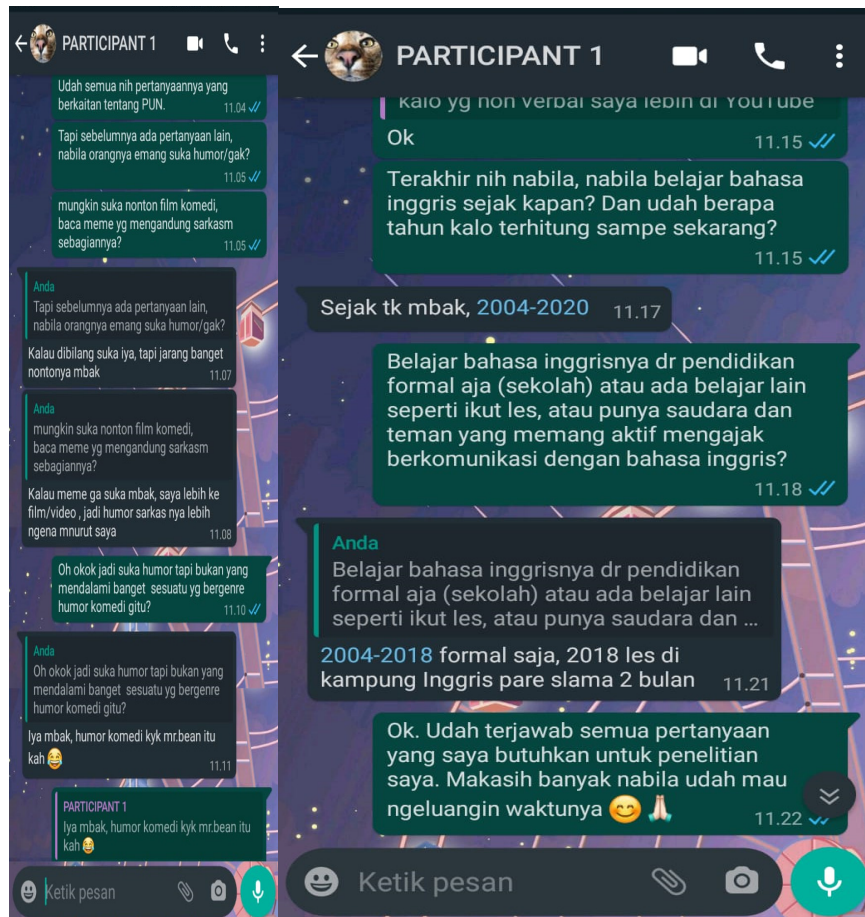 PARTICIPANT 1
Udah semua nih pertanyaannya yang
berkaitan tentang PUN.
11.04
Tapi sebelumnya ada pertanyaan lain,
nabila orangnya emang suka humor/gak?
11.05
mungkin suka nonton film komedi,
baca meme yg mengandung sarkasm
sebagiannya?
11.05
Anda
Tapi sebelumnya ada pertanyaan lain,
nabila orangnya emang suka humor/gak?
Kalau dibilang suka iya, tapi jarang banget
nontonya mbak
11.07
Anda
mungkin suka nonton film komedi,
baca meme yg mengandung sarkasm
sebagiannya?
Kalau meme ga suka mbak, saya lebih ke
film/video , jadi humor sarkas nya lebih
ngena mnurut saya
11.08
Oh okok jadi suka humor tapi bukan yang
mendalami banget sesuatu yg bergenre
humor komedi gitu?
11.10
Anda
Oh okok jadi suka humor tapi bukan yang
mendalami banget sesuatu yg bergenre
humor komedi gitu?
Iya mbak, humor komedi kyk mr.bean itu
kah 😂
11.11
PARTICIPANT 1
Iya mbak, humor komedi kyk mr.bean itu
kah 😂
Ketik pesan
PARTICIPANT 1
kalo yg non verbal saya lebih di YouTube
Ok
11.15
Terakhir nih nabila, nabila belajar bahasa
inggris sejak kapan? Dan udah berapa
tahun kalo terhitung sampe sekarang?
11.15
Sejak tk mbak, 2004-2020
11.17
Belajar bahasa inggrisnya dr pendidikan
formal aja (sekolah) atau ada belajar lain
seperti ikut les, atau punya saudara dan
teman yang memang aktif mengajak
berkomunikasi dengan bahasa inggris?
11.18
Anda
Belajar bahasa inggrisnya dr pendidikan
formal aja (sekolah) atau ada belajar lain
seperti ikut les, atau punya saudara dan ...
2004-2018 formal saja, 2018 les di
kampung Inggris pare slama 2 bulan
11.21
Ok. Udah terjawab semua pertanyaan
yang saya butuhkan untuk penelitian
saya. Makasih banyak nabila udah mau
ngeluangin waktunya 😊🙏🏻
11.22
Ketik pesan